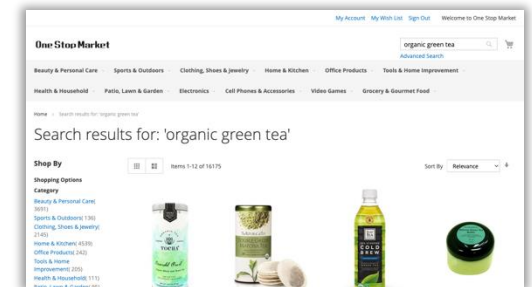 My Account My Wish List Sign Out Welcome to One Stop Market
One Stop Market
organic green tea
Advanced Search
Beauty & Personal Care Sports & Outdoors Clothing, Shoes & Jewelry Home & Kitchen Office Products Tools & Home Improvement
Health & Household Patio, Lawn & Garden Electronics Cell Phones & Accessories Video Games Grocery & Gourmet Food
Home Search results for: 'organic green tea'
Search results for: 'organic green tea'
Shop By
Items 1-12 of 16175
Sort By Relevance
Shopping Options
Category
Beauty & Personal Care(
3691)
Sports & Outdoors( 136)
Clothing, Shoes & Jewelry(
2145)
Home & Kitchen( 4539)
Office Products( 242)
Tools & Home
Improvement( 205)
Health & Household( 111)
COLD
BREW